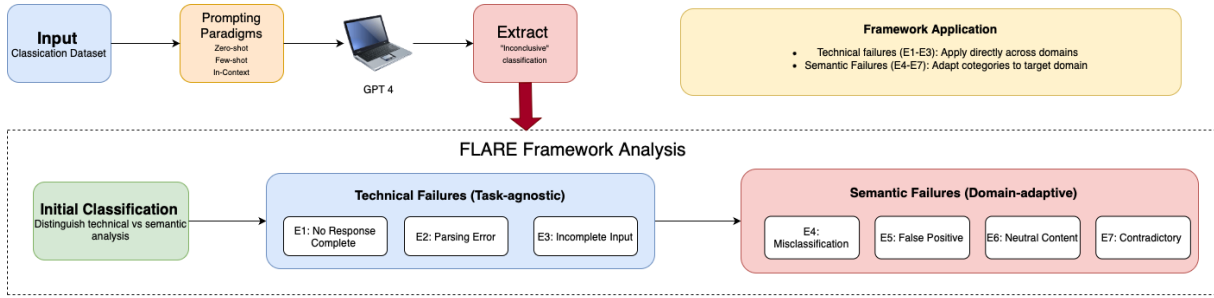 Input
Classication Dataset
Prompting
Paradigms
Zero-shot
Few-shot
In-Context
GPT 4
Extract
"Inconclusive"
classification
Framework Application
• Technical failures (E1-E3): Apply directly across domains
• Semantic Failures (E4-E7): Adapt categories to target domain
FLARE Framework Analysis
Initial Classification
Distinguish technical vs semantic
analysis
Technical Failures (Task-agnostic)
E1: No Response
Complete
E2: Parsing Error
E3: Incomplete Input
Semantic Failures (Domain-adaptive)
E4:
Misclassification
E5: False Positive
E6: Neutral Content
E7: Contradictory